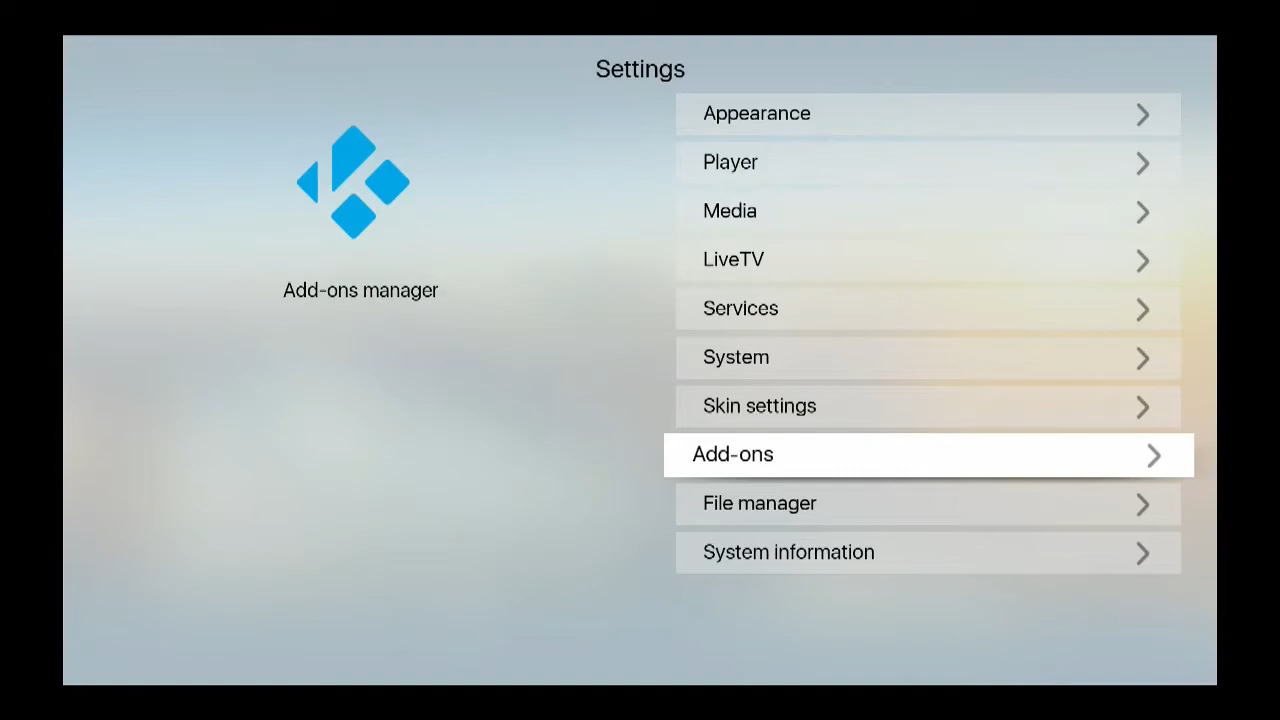 Settings
Appearance
Player
Media
LiveTV
Services
System
Skin settings
Add-ons
File manager
System information
Add-ons manager